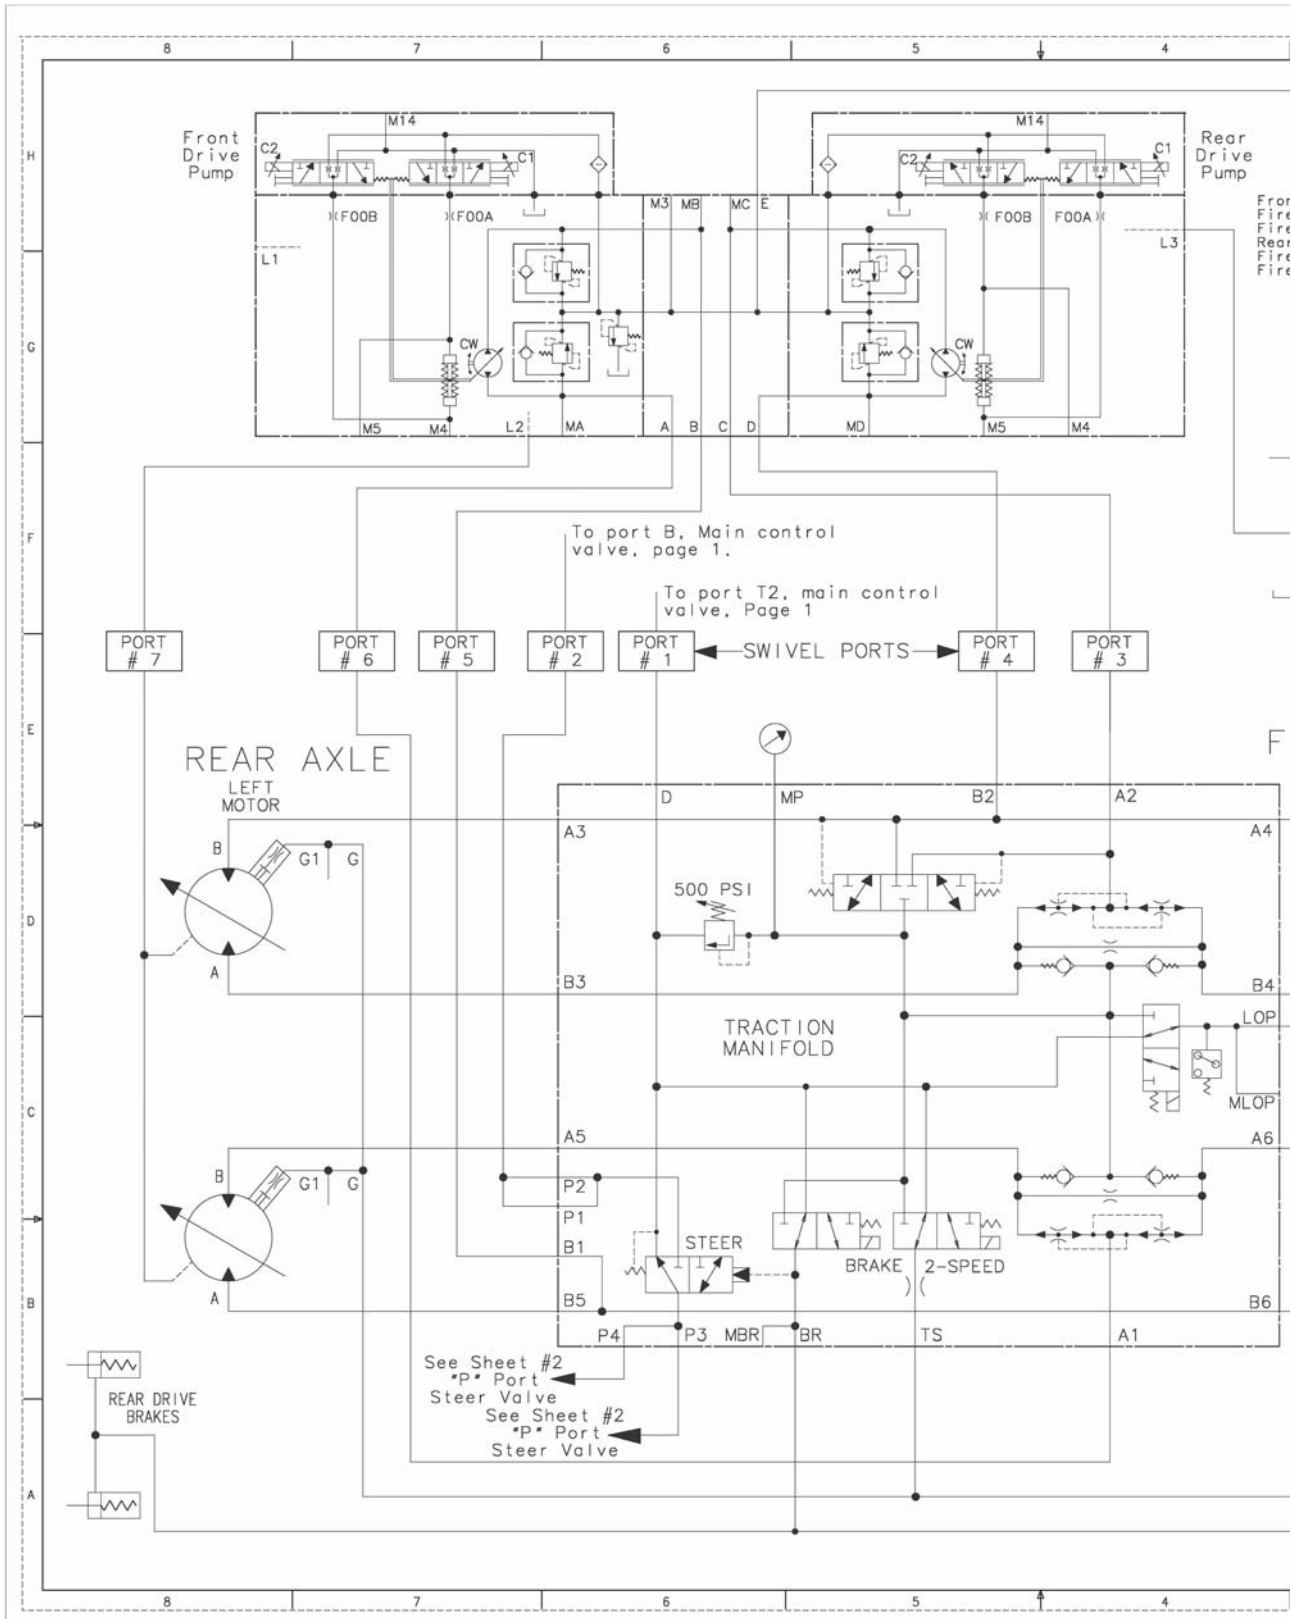 8 7 6 5 4
H
G
F
E
D
C
B
A
Front
Drive
Pump
C2
M14
C1
F00B
F00A
L1
CW
M5
M4
L2
MA
M3
MB
MC
E
A
B
C
D
M14
C2
C1
Rear
Drive
Pump
F00B
F00A
L3
CW
MD
M5
M4
Fron
Fire
Fire
Rear
Fire
Fire
To port B, Main control
valve, page 1.
To port T2, main control
valve, Page 1
PORT
# 7
PORT
# 6
PORT
# 5
PORT
# 2
PORT
# 1
SWIVEL PORTS
PORT
# 4
PORT
# 3
REAR AXLE
LEFT
MOTOR
F
D
MP
B2
A2
A3
A4
B
G1
G
A
500 PSI
B3
B4
TRACTION
MANIFOLD
LOP
MLOP
A5
A6
B
G1
G
A
P2
P1
B1
STEER
BRAKE
2-SPEED
B5
B6
P4
P3
MBR
BR
TS
A1
See Sheet #2
"P" Port
Steer Valve
See Sheet #2
"P" Port
Steer Valve
REAR DRIVE
BRAKES
8 7 6 5 4